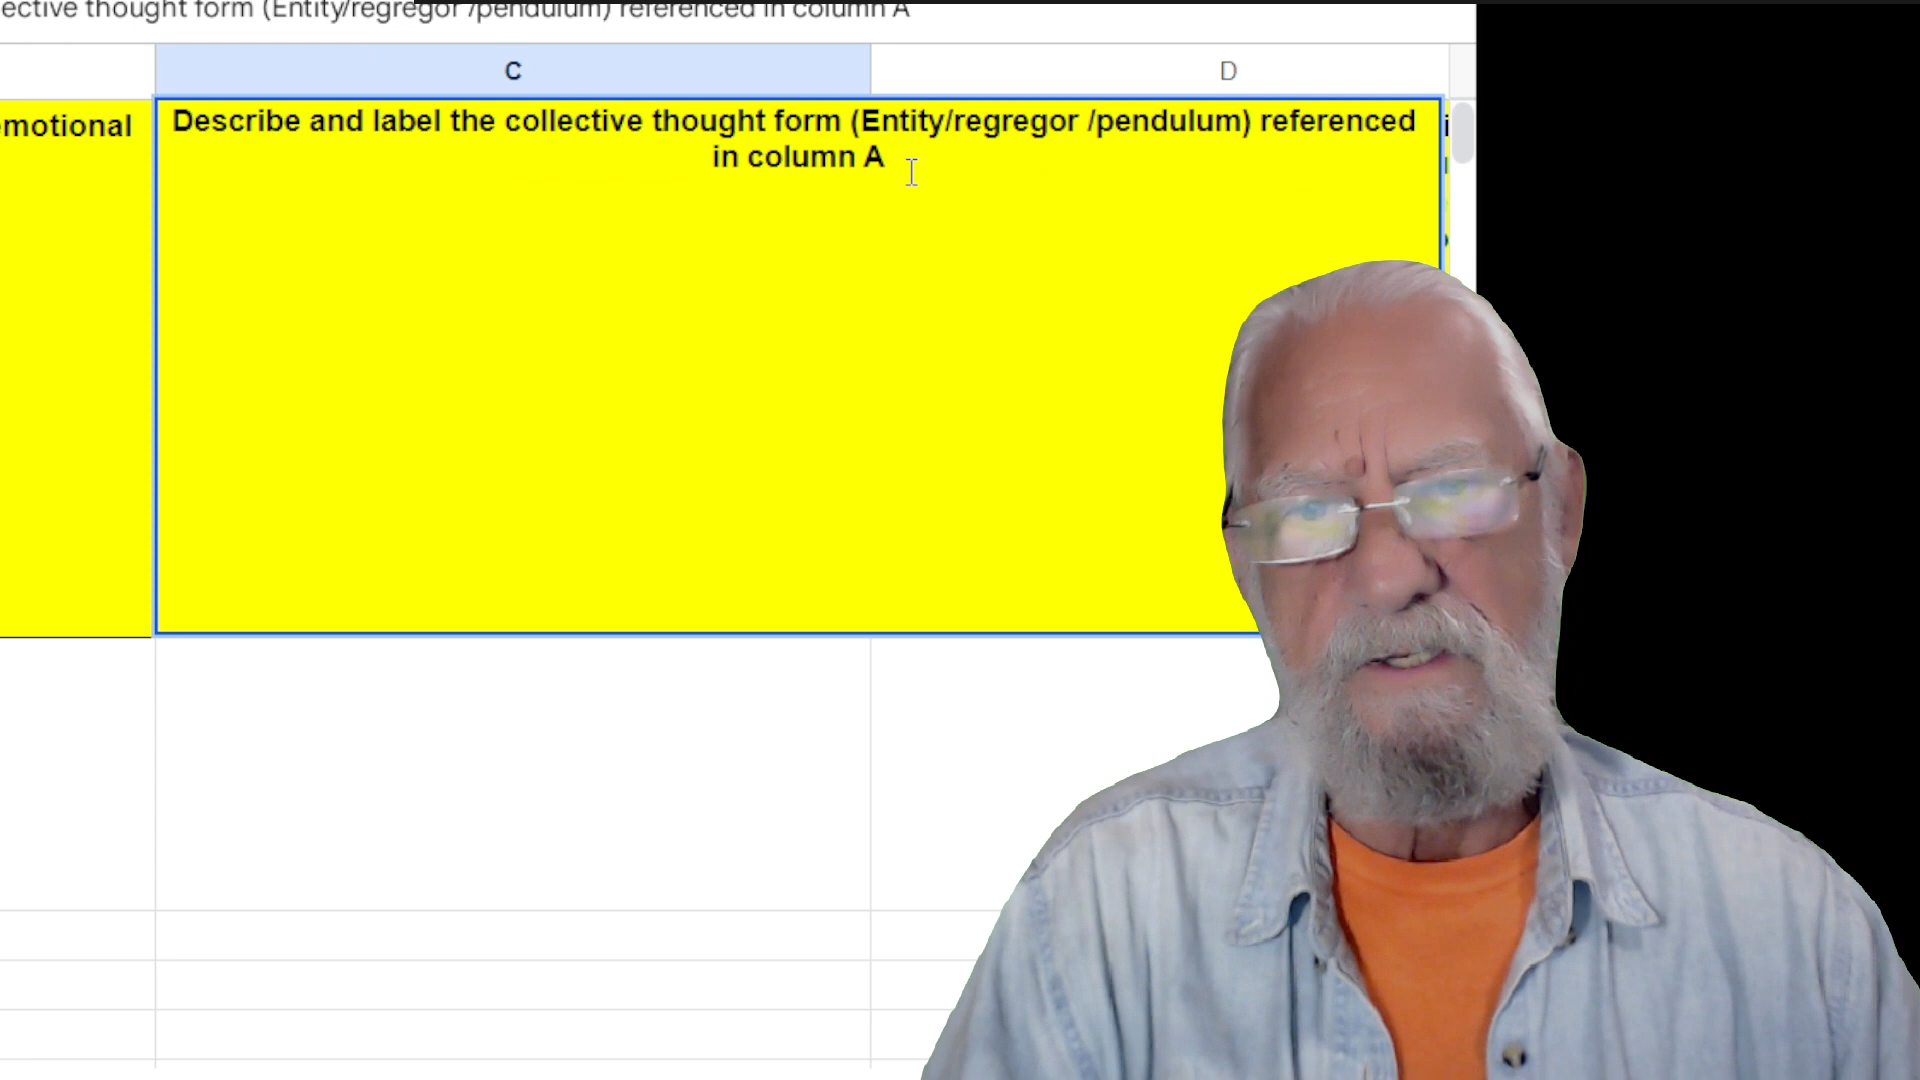 ective thought form (Entity/regregor /pendulum) referenced in column A
C
D
emotional
Describe and label the collective thought form (Entity/regregor /pendulum) referenced
in column A